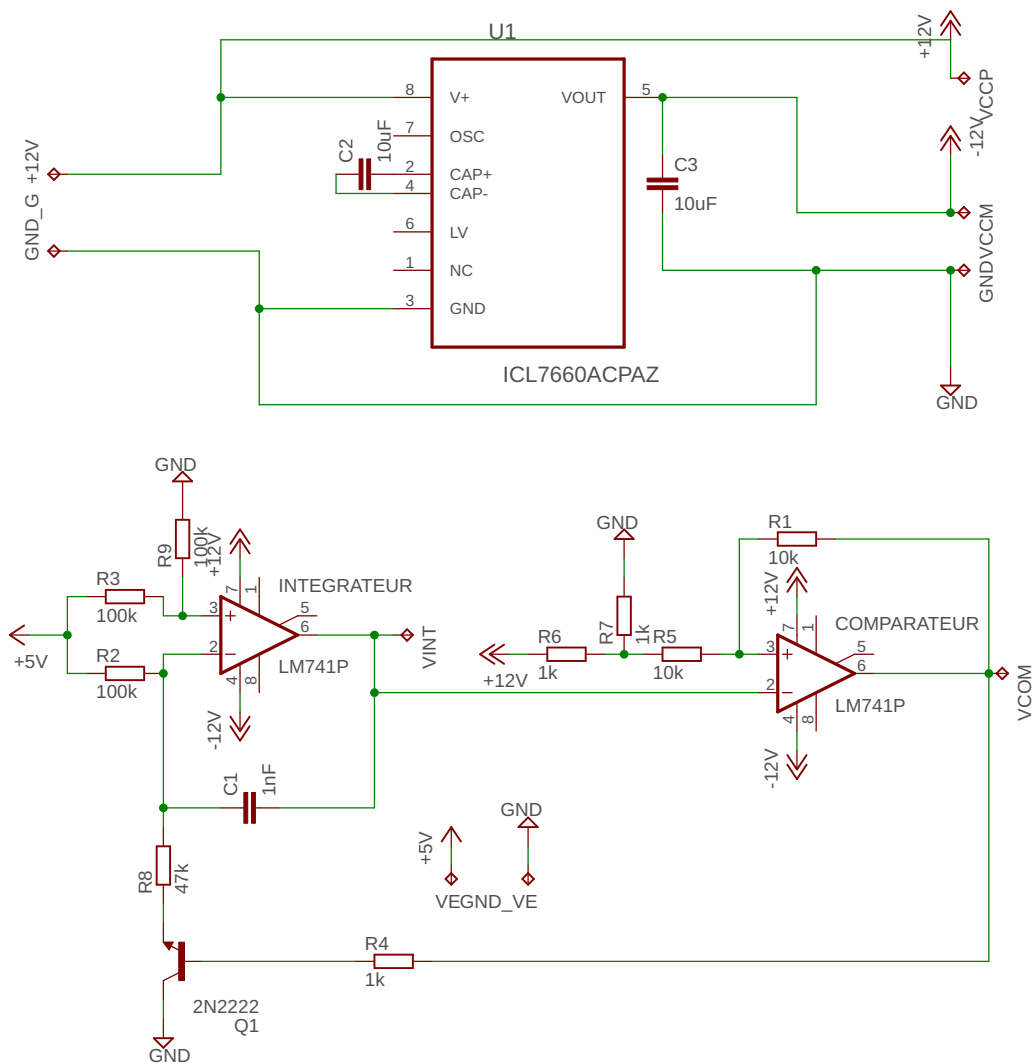 U1
+12V
VCCP
8
V+
VOUT
5
7
OSC
C2
10uF
2
CAP+
4
CAP-
C3
10uF
-12V
+12V
GND_G
6
LV
VCCM
1
NC
GND
3
GND
ICL7660ACPAZ
GND
GND
R9
100k
+12V
GND
R1
10k
R3
100k
7
1
INTEGRATEUR
3
+
5
6
2
-
+5V
R2
100k
4
8
LM741P
VINT
-12V
R7
1k
R6
1k
+12V
R5
10k
+12V
7
1
COMPARATEUR
3
+
5
6
2
-
4
8
LM741P
VCOM
-12V
C1
1nF
GND
+5V
R8
47k
VE
GND_VE
R4
1k
2N2222
Q1
GND